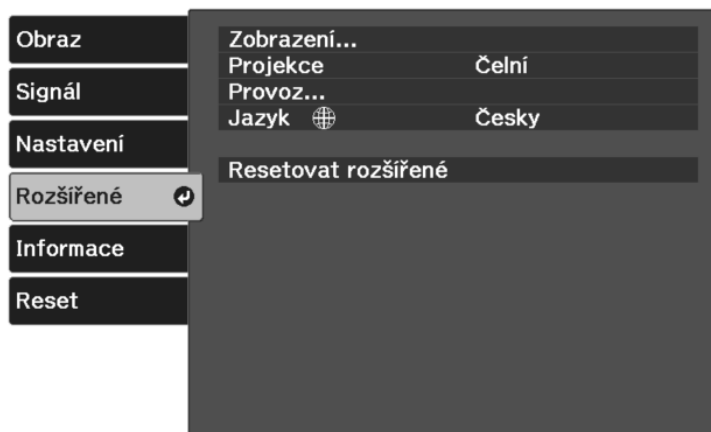 Obraz
Signál
Nastavení
Rozšířené
Informace
Reset
Zobrazení...
Projekce Čelní
Provoz...
Jazyk Česky
Resetovat rozšířené